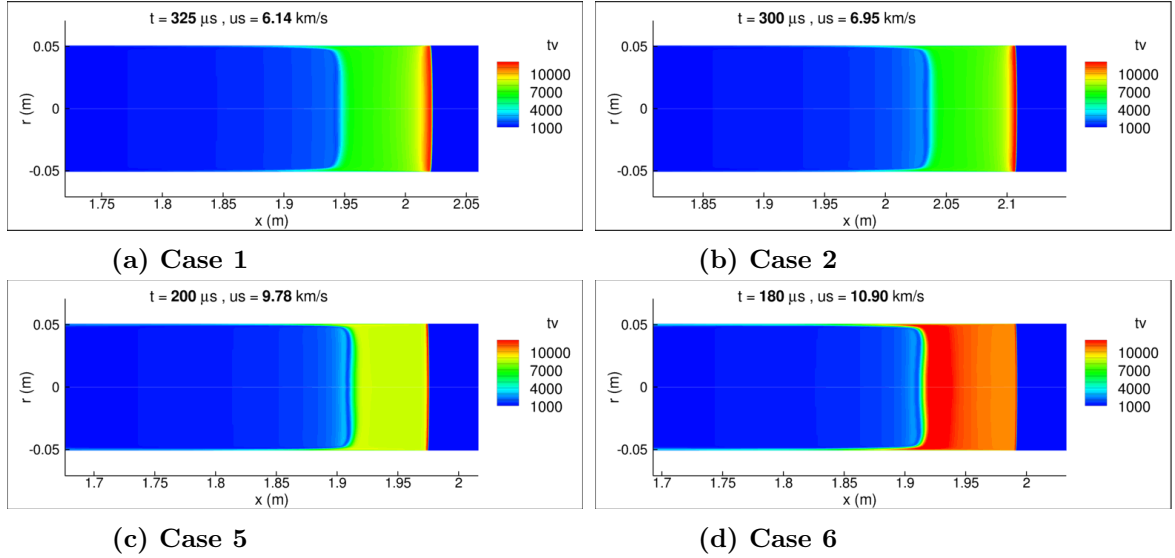 t = 325 μs , us = 6.14 km/s
0.05
0
-0.05
r (m)
1.75 1.8 1.85 1.9 1.95 2 2.05
x (m)
tv
10000
7000
4000
1000
(a) Case 1
t = 300 μs , us = 6.95 km/s
0.05
0
-0.05
r (m)
1.85 1.9 1.95 2 2.05 2.1
x (m)
tv
10000
7000
4000
1000
(b) Case 2
t = 200 μs , us = 9.78 km/s
0.05
0
-0.05
r (m)
1.7 1.75 1.8 1.85 1.9 1.95 2
x (m)
tv
10000
7000
4000
1000
(c) Case 5
t = 180 μs , us = 10.90 km/s
0.05
0
-0.05
r (m)
1.7 1.75 1.8 1.85 1.9 1.95 2
x (m)
tv
10000
7000
4000
1000
(d) Case 6